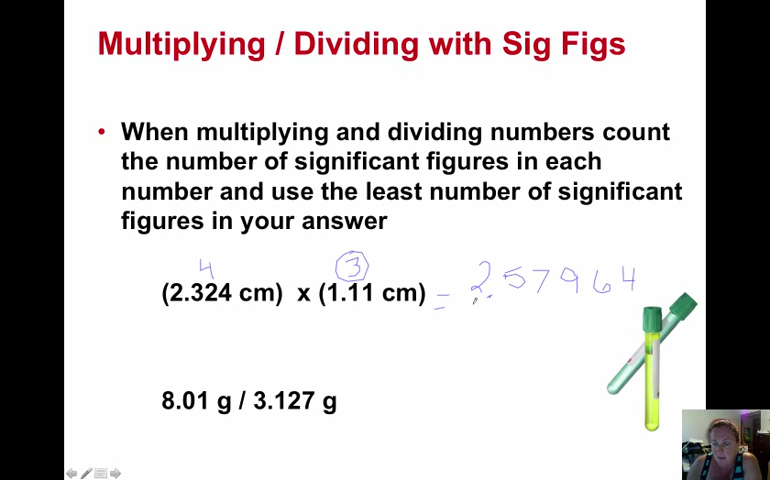 Multiplying / Dividing with Sig Figs
• When multiplying and dividing numbers count
the number of significant figures in each
number and use the least number of significant
figures in your answer
4 3
(2.324 cm) x (1.11 cm) = 2.57964
8.01 g / 3.127 g